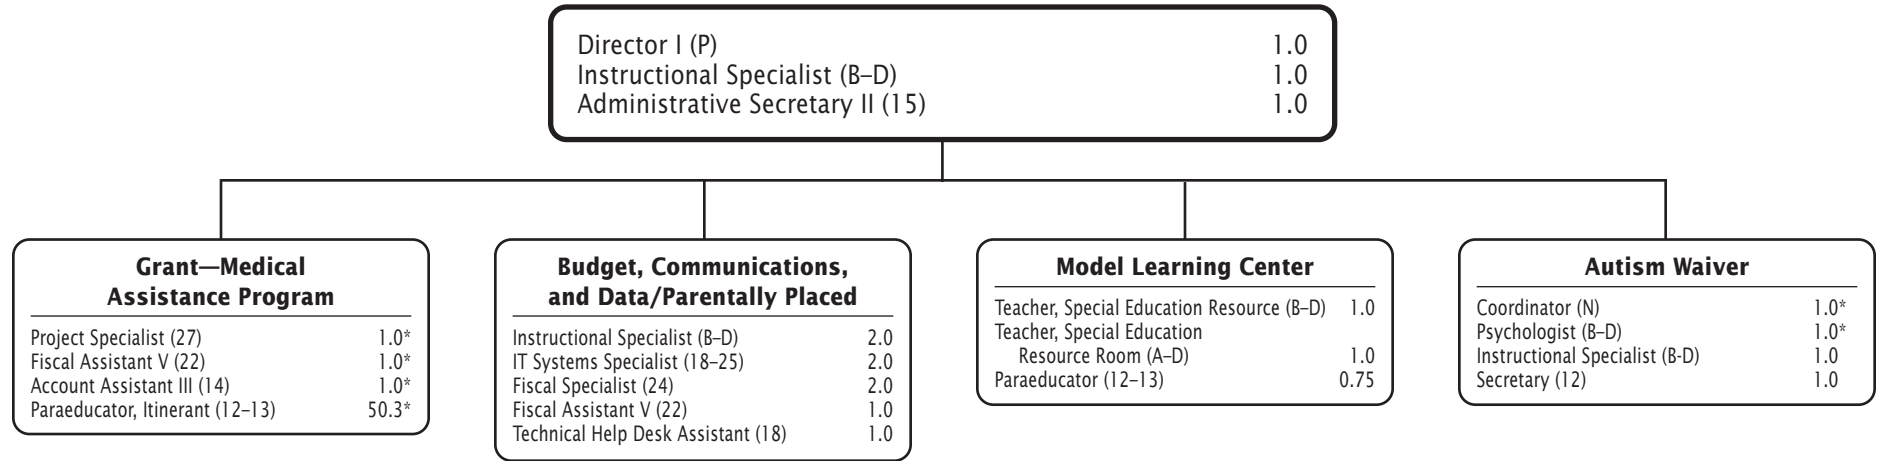 Director I (P) 1.0
Instructional Specialist (B–D) 1.0
Administrative Secretary II (15) 1.0
Grant—Medical
Assistance Program
Project Specialist (27) 1.0*
Fiscal Assistant V (22) 1.0*
Account Assistant III (14) 1.0*
Paraeducator, Itinerant (12–13) 50.3*
Budget, Communications,
and Data/Parentally Placed
Instructional Specialist (B–D) 2.0
IT Systems Specialist (18–25) 2.0
Fiscal Specialist (24) 2.0
Fiscal Assistant V (22) 1.0
Technical Help Desk Assistant (18) 1.0
Model Learning Center
Teacher, Special Education Resource (B–D) 1.0
Teacher, Special Education
Resource Room (A–D) 1.0
Paraeducator (12–13) 0.75
Autism Waiver
Coordinator (N) 1.0*
Psychologist (B–D) 1.0*
Instructional Specialist (B-D) 1.0
Secretary (12) 1.0